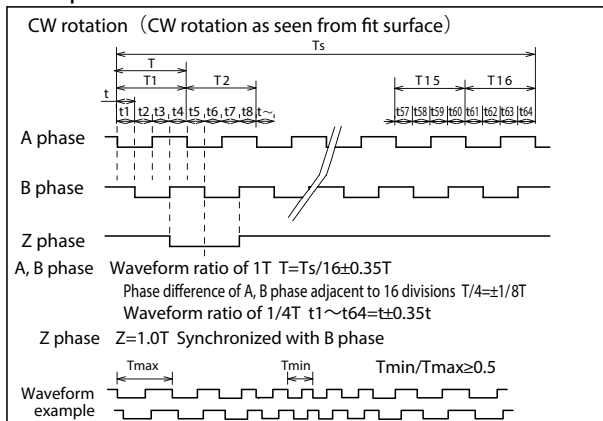 CW rotation（CW rotation as seen from fit surface）
Ts
T
T1 T2 T15 T16
t
t1 t2 t3 t4 t5 t6 t7 t8 t～ t57 t58 t59 t60 t61 t62 t63 t64
A phase
B phase
Z phase
A, B phase Waveform ratio of 1T T=Ts/16±0.35T
Phase difference of A, B phase adjacent to 16 divisions T/4=±1/8T
Waveform ratio of 1/4T t1～t64=t±0.35t
Z phase Z=1.0T Synchronized with B phase
Tmax Tmin Tmin/Tmax≥0.5
Waveform
example